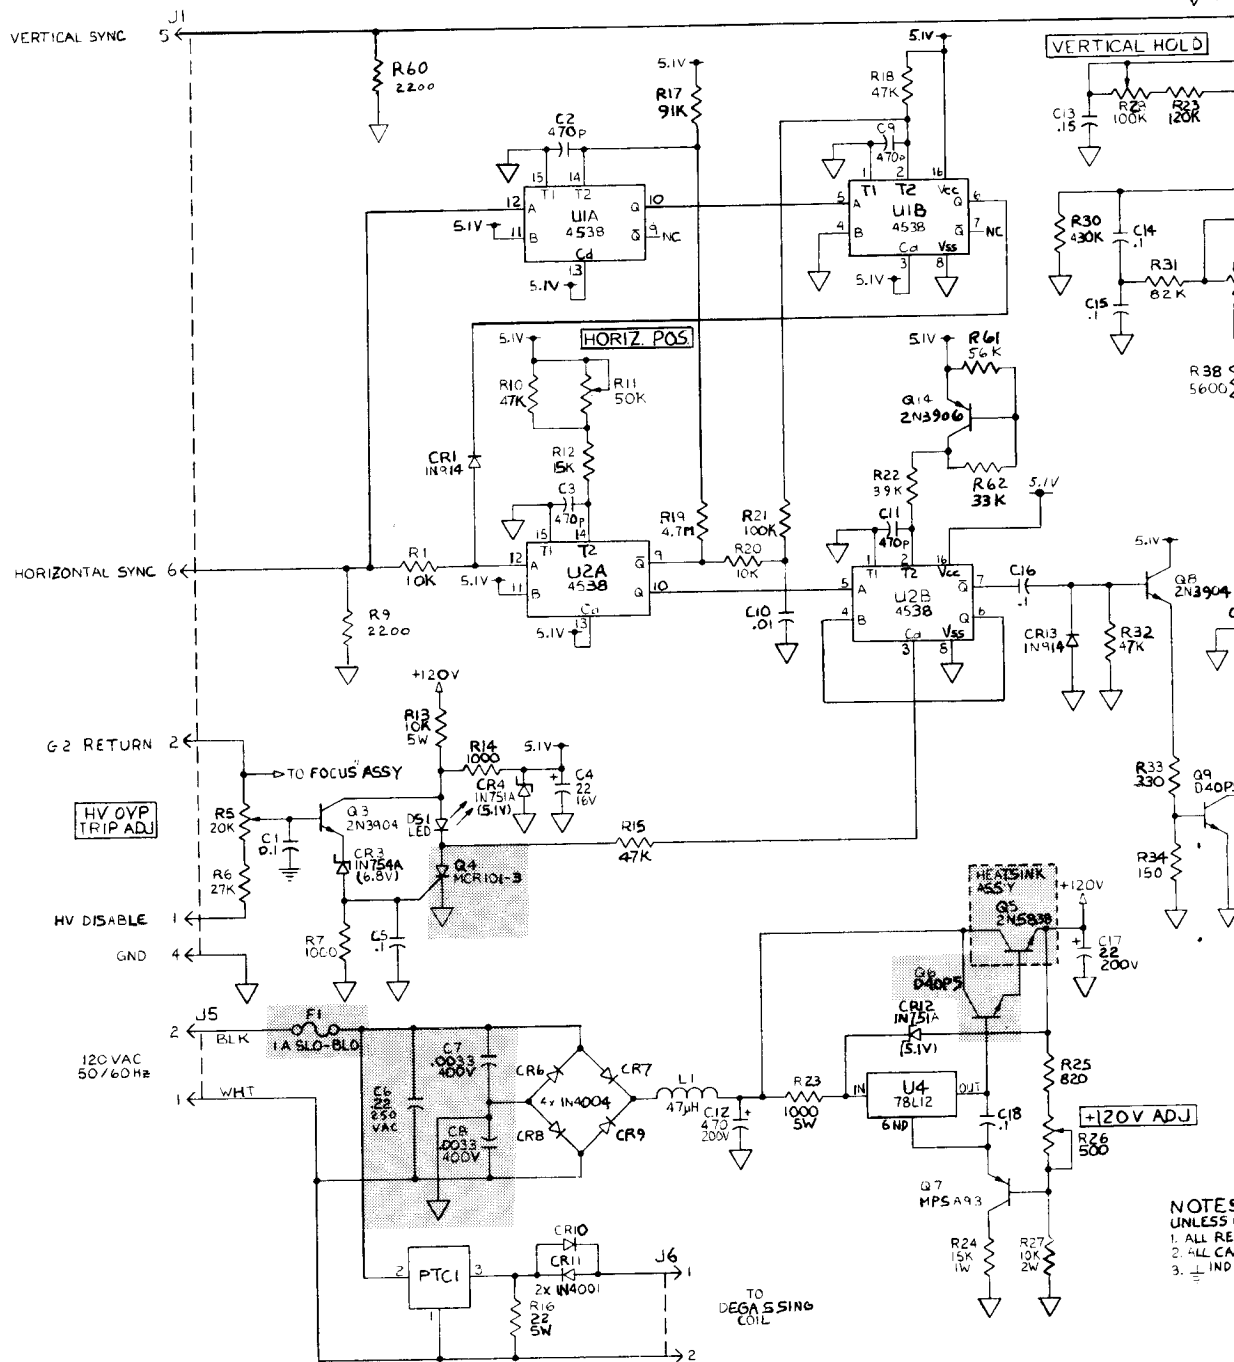 J1
VERTICAL SYNC 5
R60
2200
5.1V
R17
91K
R18
47K
5.1V
VERTICAL HOLD
C13
.15
100K
R23
120K
C2
470P
15 14
T1 T2
12 A
U1A
4538
Q 10
5.1V 11 B
Q 9 NC
Cd
13
5.1V
C9
470p
1 2 16
T1 T2 Vcc
5 A
U1B
4538
Q 6
4 B
Q 7 NC
Cd Vss
3 8
5.1V
R30
430K
C14
.1
R31
82K
C15
.1
R38
5600
HORIZ. POS.
5.1V
R10
47K
R11
50K
R12
15K
CR1
1N914
C3
470p
5.1V
R61
56K
Q14
2N3906
R22
39K
R62
33K
5.1V
R19
4.7M
R21
100K
R20
10K
C10
.01
C11
470p
HORIZONTAL SYNC 6
R1
10K
R9
2200
15 14
T1 T2
12 A
U2A
4538
Q 9
5.1V 11 B
Q 10
Cd
13
5.1V
1 2 16
T1 T2 Vcc
5 A
U2B
4538
Q 7
4 B
Q 6
Cd Vss
3 8
C16
.1
CR13
1N914
R32
47K
5.1V
Q8
2N3904
+120V
R13
10K
5W
R14
1000
5.1V
CR4
1N751A
(5.1V)
C4
22
16V
G2 RETURN 2
TO FOCUS ASSY
HV OVP
TRIP ADJ
R5
20K
C1
0.1
Q3
2N3904
CR3
1N754A
(6.8V)
DS1
LED
Q4
MCR101-3
R15
47K
R6
27K
R7
1000
C5
.1
HV DISABLE 1
GND 4
R33
330
Q9
D40P5
R34
150
HEATSINK
ASS'Y
Q5
2N5838
+120V
C17
22
200V
Q6
D40P5
CR12
1N751A
(5.1V)
J5
2 BLK
F1
1A SLO-BLO
120 VAC
50/60 Hz
1 WHT
C6
.22
250
VAC
C7
.0033
400V
C8
.0033
400V
CR6 CR7
4x 1N4004
CR8 CR9
L1
47µH
C12
470
200V
R23
1000
5W
IN
U4
78L12
OUT
GND
C18
.1
R25
820
+120V ADJ
R26
500
Q7
MPSA93
R24
15K
1W
R27
10K
2W
NOTES
UNLESS
1. ALL RE
2. ALL CA
3. IND
2 PTC1 3
1
CR10
CR11
2x 1N4001
R16
22
5W
J6
1
2
TO
DEGASSING
COIL